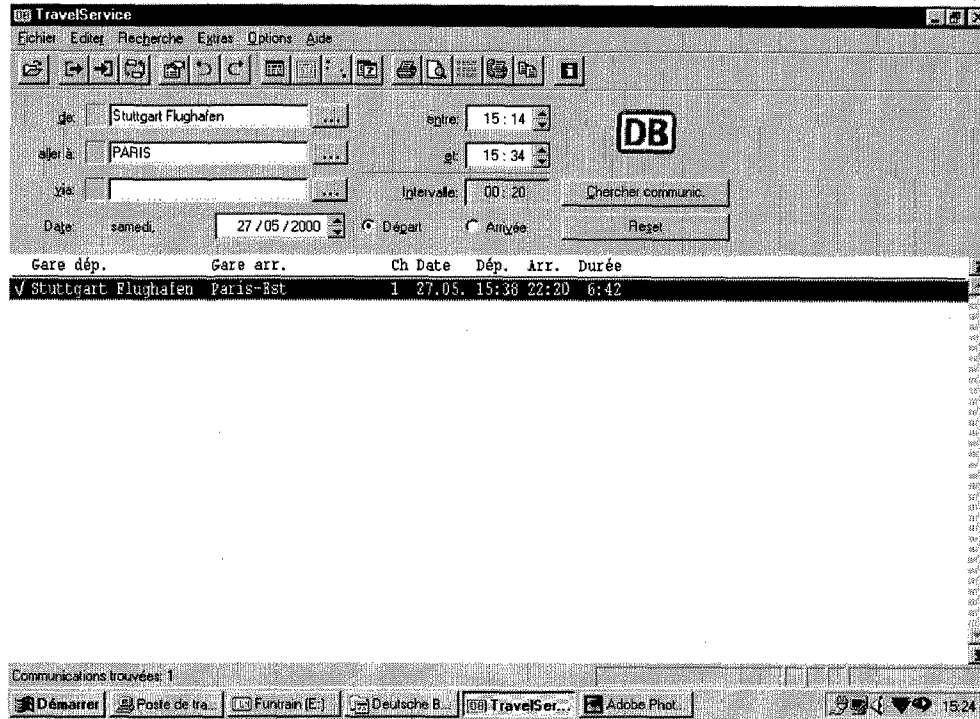 TravelService
Fichier Editer Recherche Extras Options Aide
de: Stuttgart Flughafen ... entre: 15:14
DB
aller à: PARIS ... et: 15:34
via: ... Intervalle: 00:20 Chercher communic.
Date: samedi, 27/05/2000 Départ Arrivée Reset
Gare dép. Gare arr. Ch Date Dép. Arr. Durée
√ Stuttgart Flughafen Paris-Est 1 27.05. 15:38 22:20 6:42
Communications trouvées: 1
Démarrer Poste de tra... Funtrain (E:) Deutsche B... TravelSer... Adobe Phot...